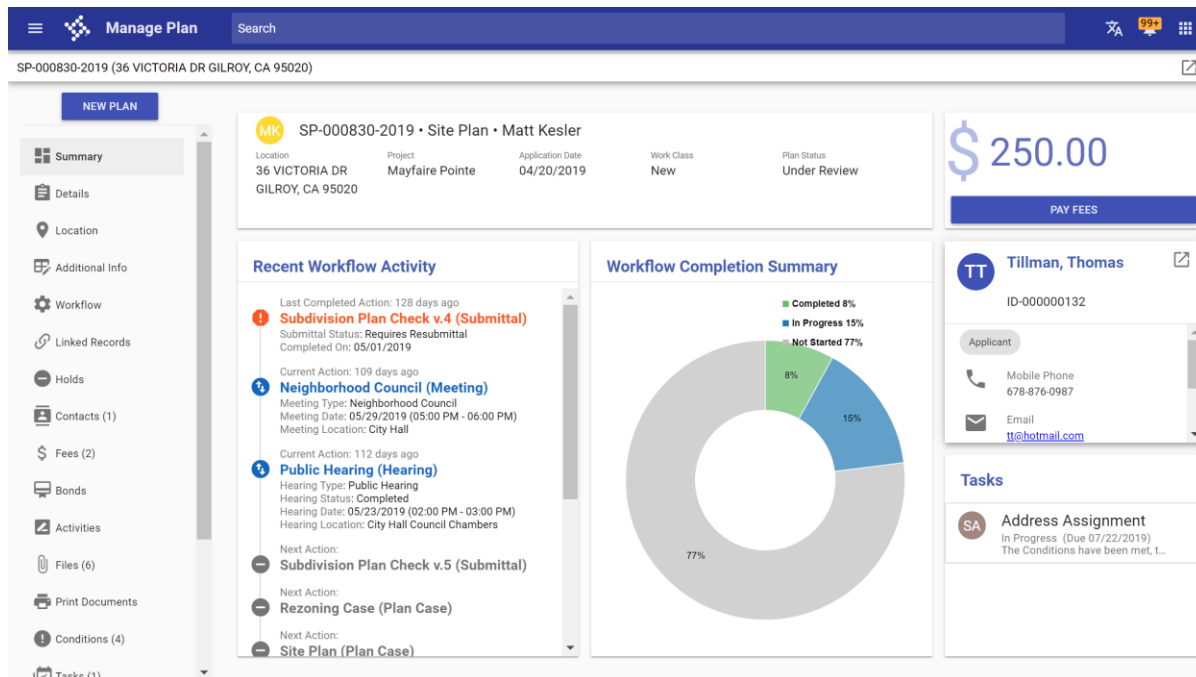 Manage Plan
Search
99+
SP-000830-2019 (36 VICTORIA DR GILROY, CA 95020)
NEW PLAN
Summary
Details
Location
Additional Info
Workflow
Linked Records
Holds
Contacts (1)
Fees (2)
Bonds
Activities
Files (6)
Print Documents
Conditions (4)
Tasks (1)
MK
SP-000830-2019 • Site Plan • Matt Kesler
Location
36 VICTORIA DR
GILROY, CA 95020
Project
Mayfaire Pointe
Application Date
04/20/2019
Work Class
New
Plan Status
Under Review
$ 250.00
PAY FEES
Recent Workflow Activity
Last Completed Action: 128 days ago
Subdivision Plan Check v.4 (Submittal)
Submittal Status: Requires Resubmittal
Completed On: 05/01/2019
Current Action: 109 days ago
Neighborhood Council (Meeting)
Meeting Type: Neighborhood Council
Meeting Date: 05/29/2019 (05:00 PM - 06:00 PM)
Meeting Location: City Hall
Current Action: 112 days ago
Public Hearing (Hearing)
Hearing Type: Public Hearing
Hearing Status: Completed
Hearing Date: 05/23/2019 (02:00 PM - 03:00 PM)
Hearing Location: City Hall Council Chambers
Next Action:
Subdivision Plan Check v.5 (Submittal)
Next Action:
Rezoning Case (Plan Case)
Next Action:
Site Plan (Plan Case)
Workflow Completion Summary
Completed 8%
In Progress 15%
Not Started 77%
8%
15%
77%
TT
Tillman, Thomas
ID-000000132
Applicant
Mobile Phone
678-876-0987
Email
tt@hotmail.com
Tasks
SA
Address Assignment
In Progress (Due 07/22/2019)
The Conditions have been met, t...